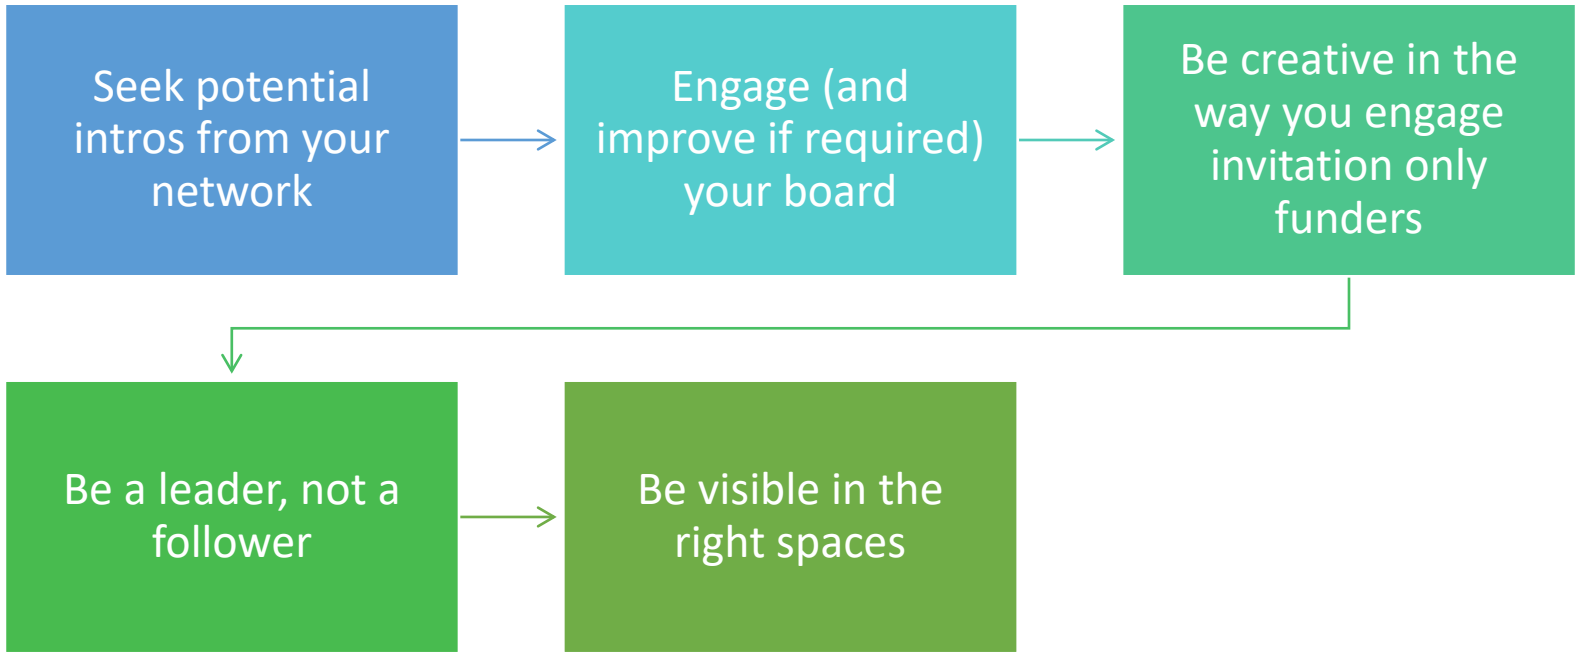 Seek potential
intros from your
network
Engage (and
improve if required)
your board
Be creative in the
way you engage
invitation only
funders
Be a leader, not a
follower
Be visible in the
right spaces